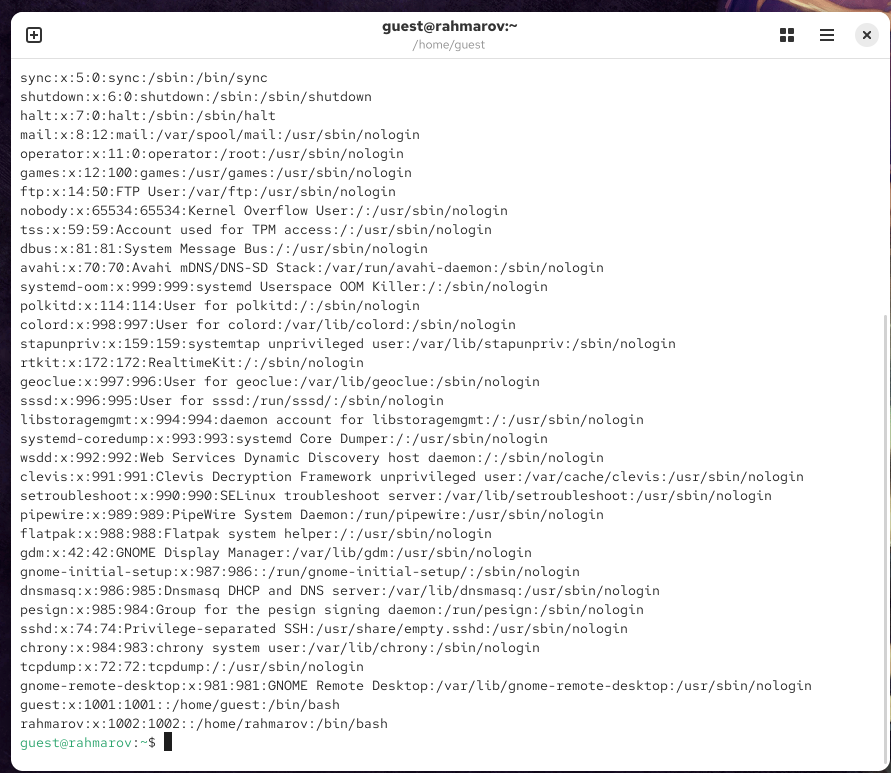 guest@rahmarov:~
/home/guest
sync:x:5:0:sync:/sbin:/bin/sync
shutdown:x:6:0:shutdown:/sbin:/sbin/shutdown
halt:x:7:0:halt:/sbin:/sbin/halt
mail:x:8:12:mail:/var/spool/mail:/usr/sbin/nologin
operator:x:11:0:operator:/root:/usr/sbin/nologin
games:x:12:100:games:/usr/games:/usr/sbin/nologin
ftp:x:14:50:FTP User:/var/ftp:/usr/sbin/nologin
nobody:x:65534:65534:Kernel Overflow User:/:/usr/sbin/nologin
tss:x:59:59:Account used for TPM access:/:/usr/sbin/nologin
dbus:x:81:81:System Message Bus:/:/usr/sbin/nologin
avahi:x:70:70:Avahi mDNS/DNS-SD Stack:/var/run/avahi-daemon:/sbin/nologin
systemd-oom:x:999:999:systemd Userspace OOM Killer:/:/sbin/nologin
polkitd:x:114:114:User for polkitd:/:/sbin/nologin
colord:x:998:997:User for colord:/var/lib/colord:/sbin/nologin
stapunpriv:x:159:159:systemtap unprivileged user:/var/lib/stapunpriv:/sbin/nologin
rtkit:x:172:172:RealtimeKit:/:/sbin/nologin
geoclue:x:997:996:User for geoclue:/var/lib/geoclue:/sbin/nologin
sssd:x:996:995:User for sssd:/run/sssd/:/sbin/nologin
libstoragemgmt:x:994:994:daemon account for libstoragemgmt:/:/usr/sbin/nologin
systemd-coredump:x:993:993:systemd Core Dumper:/:/usr/sbin/nologin
wsdd:x:992:992:Web Services Dynamic Discovery host daemon:/:/sbin/nologin
clevis:x:991:991:Clevis Decryption Framework unprivileged user:/var/cache/clevis:/usr/sbin/nologin
setroubleshoot:x:990:990:SELinux troubleshoot server:/var/lib/setroubleshoot:/usr/sbin/nologin
pipewire:x:989:989:PipeWire System Daemon:/run/pipewire:/usr/sbin/nologin
flatpak:x:988:988:Flatpak system helper:/:/usr/sbin/nologin
gdm:x:42:42:GNOME Display Manager:/var/lib/gdm:/usr/sbin/nologin
gnome-initial-setup:x:987:986::/run/gnome-initial-setup/:/sbin/nologin
dnsmasq:x:986:985:Dnsmasq DHCP and DNS server:/var/lib/dnsmasq:/usr/sbin/nologin
pesign:x:985:984:Group for the pesign signing daemon:/run/pesign:/sbin/nologin
sshd:x:74:74:Privilege-separated SSH:/usr/share/empty.sshd:/usr/sbin/nologin
chrony:x:984:983:chrony system user:/var/lib/chrony:/sbin/nologin
tcpdump:x:72:72:tcpdump:/:/usr/sbin/nologin
gnome-remote-desktop:x:981:981:GNOME Remote Desktop:/var/lib/gnome-remote-desktop:/usr/sbin/nologin
guest:x:1001:1001::/home/guest:/bin/bash
rahmarov:x:1002:1002::/home/rahmarov:/bin/bash
guest@rahmarov:~$